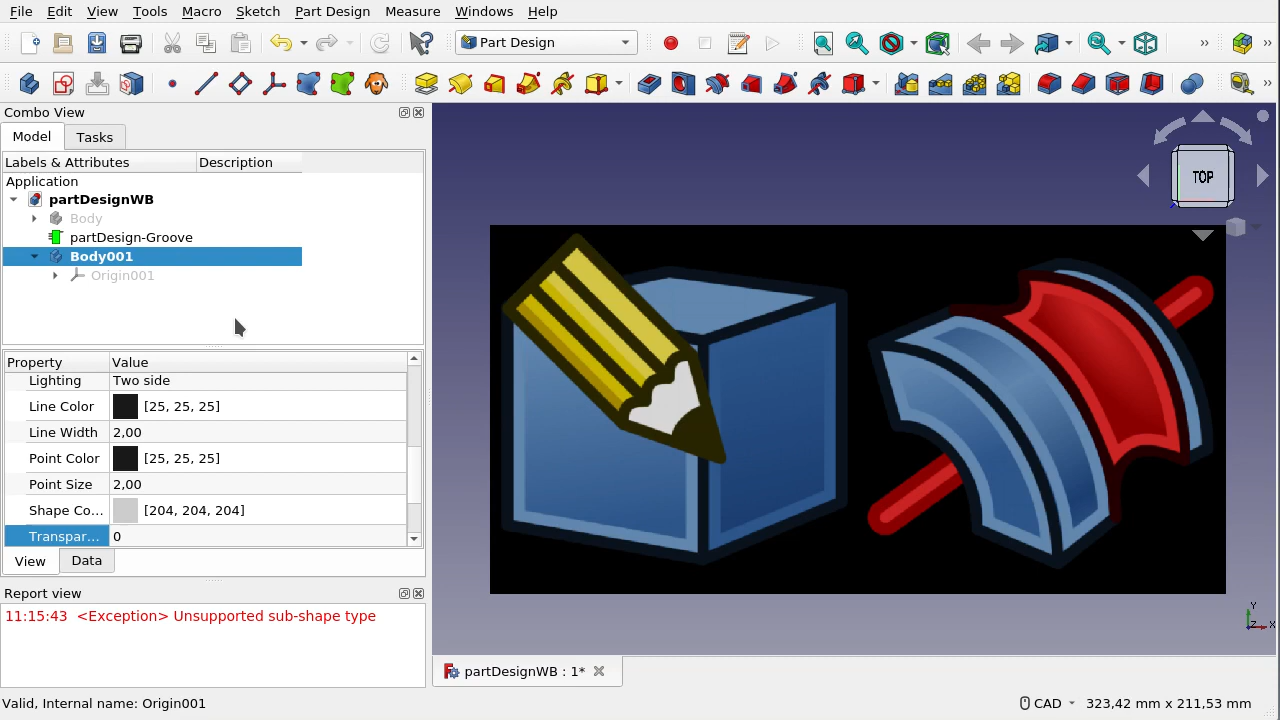 File Edit View Tools Macro Sketch Part Design Measure Windows Help
Part Design
Combo View
Model Tasks
Labels & Attributes Description
Application
partDesignWB
Body
partDesign-Groove
Body001
Origin001
Property Value
Lighting Two side
Line Color [25, 25, 25]
Line Width 2,00
Point Color [25, 25, 25]
Point Size 2,00
Shape Co... [204, 204, 204]
Transpar... 0
View Data
Report view
11:15:43 <Exception> Unsupported sub-shape type
TOP
Y
Z X
partDesignWB : 1*
Valid, Internal name: Origin001
CAD 323,42 mm x 211,53 mm